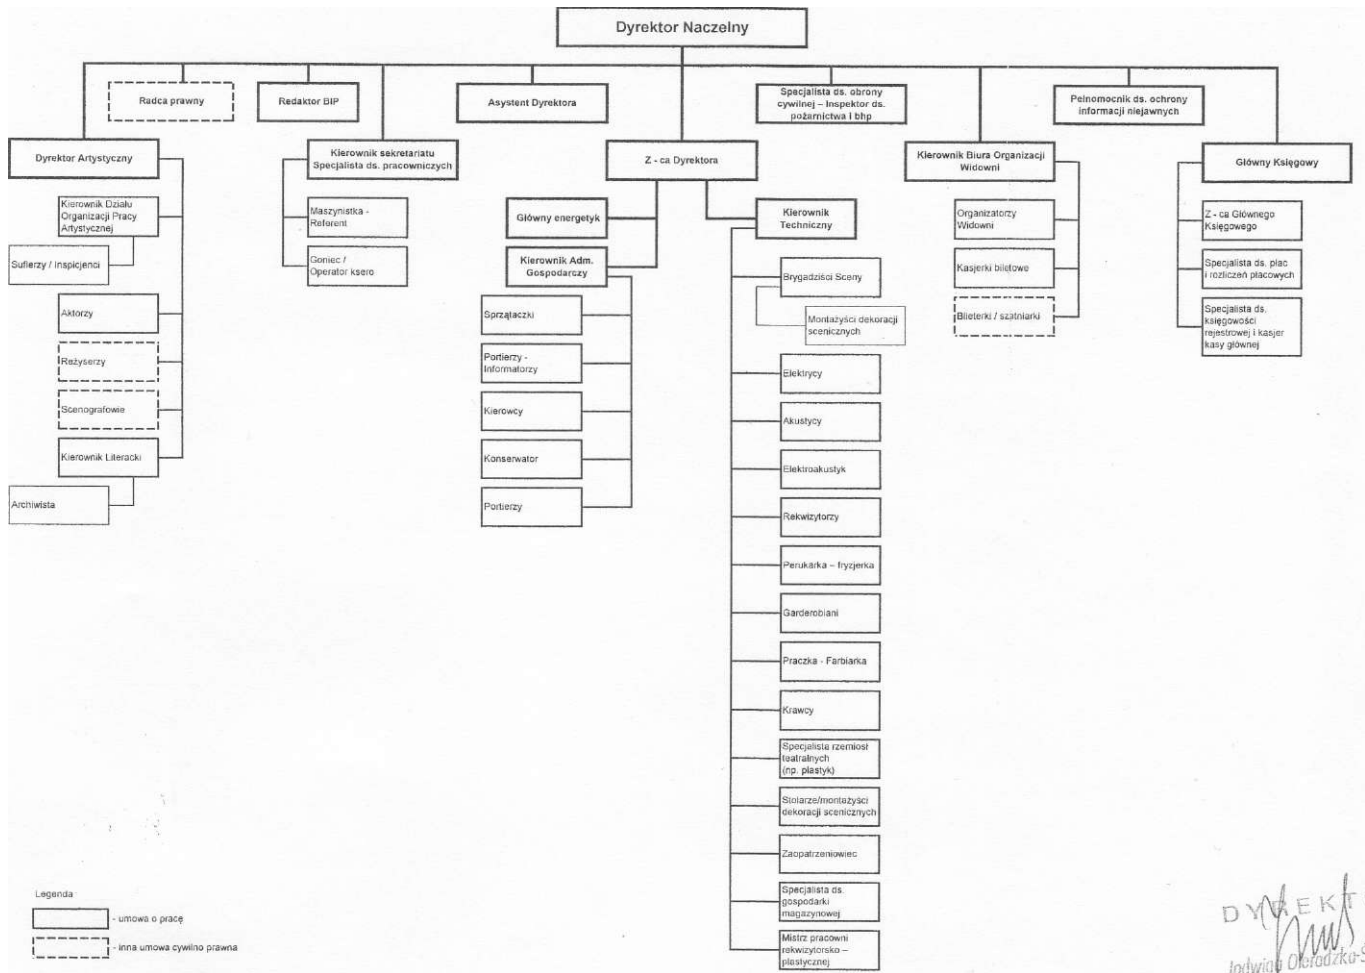 Dyrektor Naczelny
Radca prawny
Redaktor BIP
Asystent Dyrektora
Specjalista ds. obrony
cywilnej – Inspektor ds.
pożarnictwa i bhp
Pełnomocnik ds. ochrony
informacji niejawnych
Dyrektor Artystyczny
Kierownik sekretariatu
Specjalista ds. pracowniczych
Z - ca Dyrektora
Kierownik Biura Organizacji
Widowni
Główny Księgowy
Kierownik Działu
Organizacji Pracy
Artystycznej
Suflerzy / Inspicjenci
Aktorzy
Reżyserzy
Scenografowie
Kierownik Literacki
Archiwista
Maszynistka -
Referent
Goniec /
Operator ksero
Główny energetyk
Kierownik Adm.
Gospodarczy
Sprzątaczki
Portierzy -
Informatorzy
Kierowcy
Konserwator
Portierzy
Kierownik
Techniczny
Brygadziści Sceny
Montażyści dekoracji
scenicznych
Elektrycy
Akustycy
Elektroakustyk
Rekwizytorzy
Perukarka – fryzjerka
Garderobiani
Praczka - Farbiarka
Krawcy
Specjalista rzemiosł
teatralnych
(np. plastyk)
Stolarze/montażyści
dekoracji scenicznych
Zaopatrzeniowiec
Specjalista ds.
gospodarki
magazynowej
Mistrz pracowni
rekwizytorsko –
plastycznej
Organizatorzy
Widowni
Kasjerki biletowe
Bileterki / szatniarki
Z - ca Głównego
Księgowego
Specjalista ds. płac
i rozliczeń płacowych
Specjalista ds.
księgowości
rejestrowej i kasjer
kasy głównej
Legenda:
- umowa o pracę
- inna umowa cywilno prawna
DYREKT